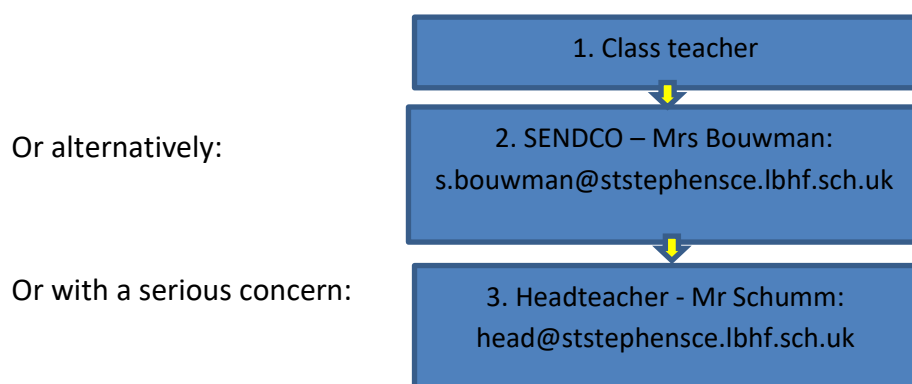 1. Class teacher
Or alternatively:
2. SENDCO – Mrs Bouwman:
s.bouwman@ststephensce.lbhf.sch.uk
Or with a serious concern:
3. Headteacher - Mr Schumm:
head@ststephensce.lbhf.sch.uk